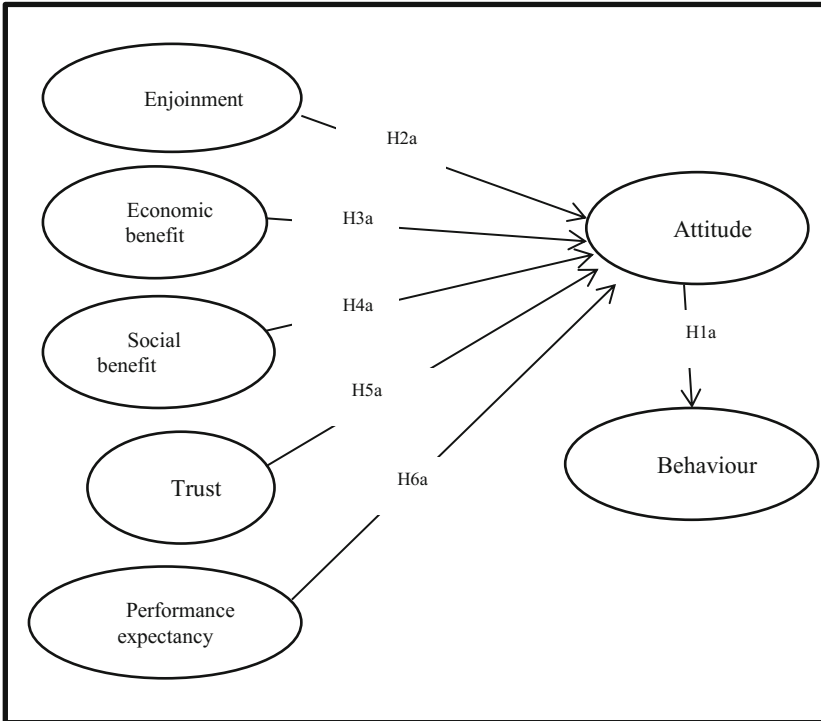 Enjoinment
H2a
Economic
benefit
H3a
Attitude
Social
benefit
H4a
H1a
H5a
Trust
H6a
Behaviour
Performance
expectancy